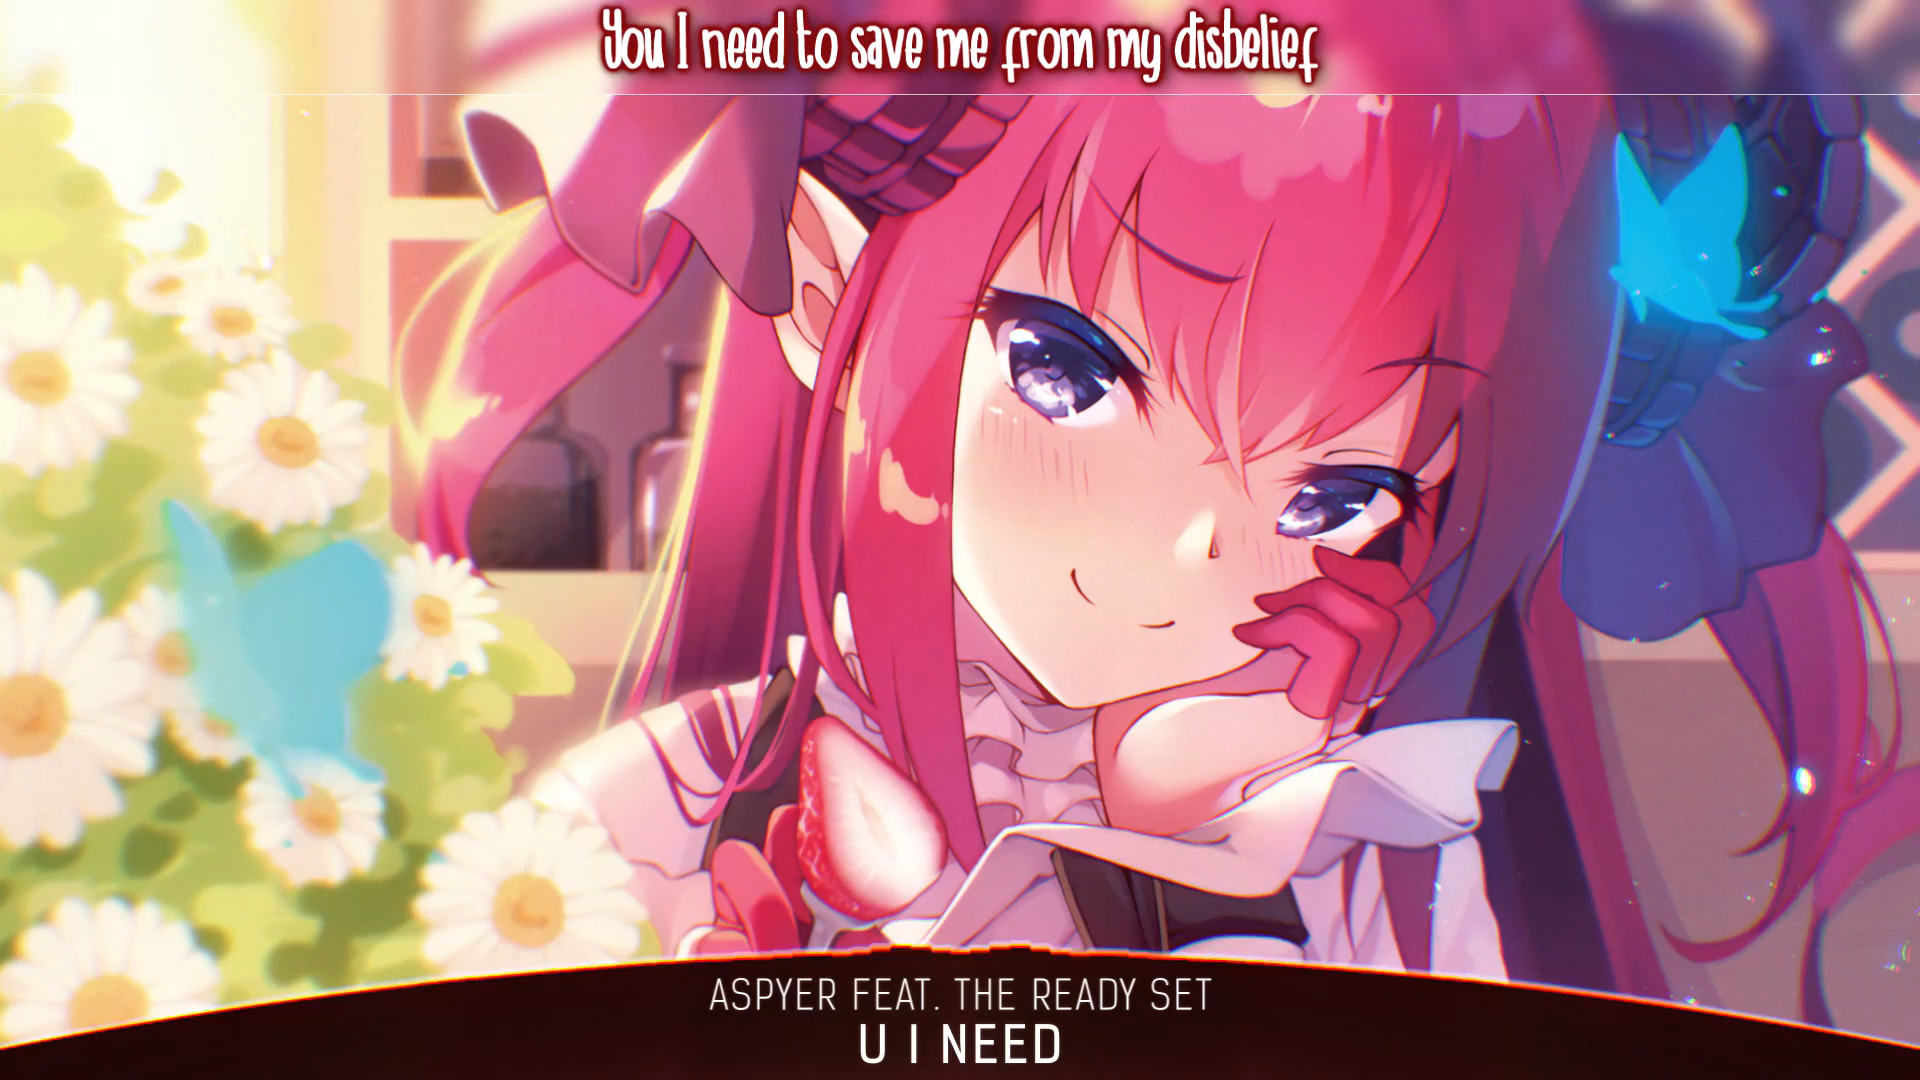 You I need to save me from my disbelief
ASPYER FEAT. THE READY SET
U I NEED